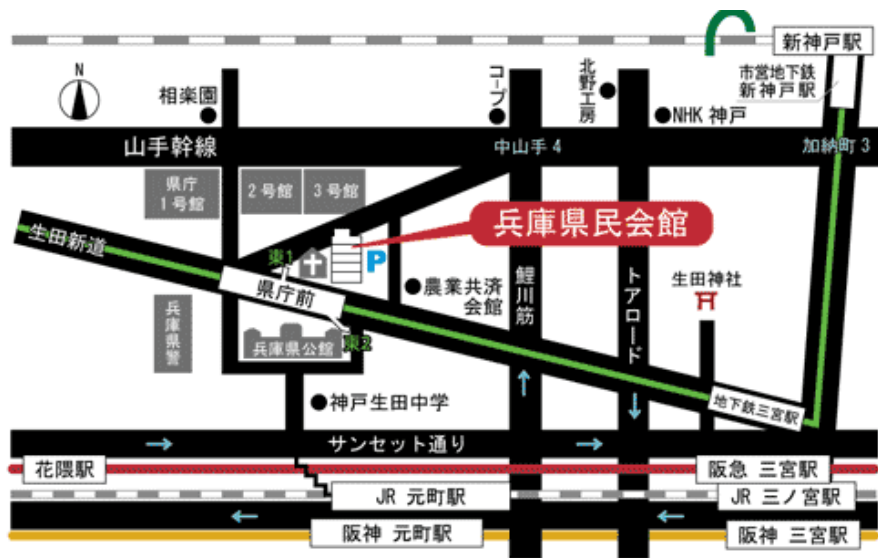 新神戸駅
N
相楽園
コープ
北野工房
市営地下鉄
新神戸駅
NHK 神戸
山手幹線
中山手 4
加納町 3
県庁
1号館
2号館
3号館
兵庫県民会館
生田新道
東1
P
県庁前
農業共済
会館
鯉川筋
トアロード
生田神社
兵庫県警
兵庫県公館
東2
神戸生田中学
地下鉄三宮駅
サンセット通り
花隈駅
阪急 三宮駅
JR 元町駅
JR 三ノ宮駅
阪神 元町駅
阪神 三宮駅